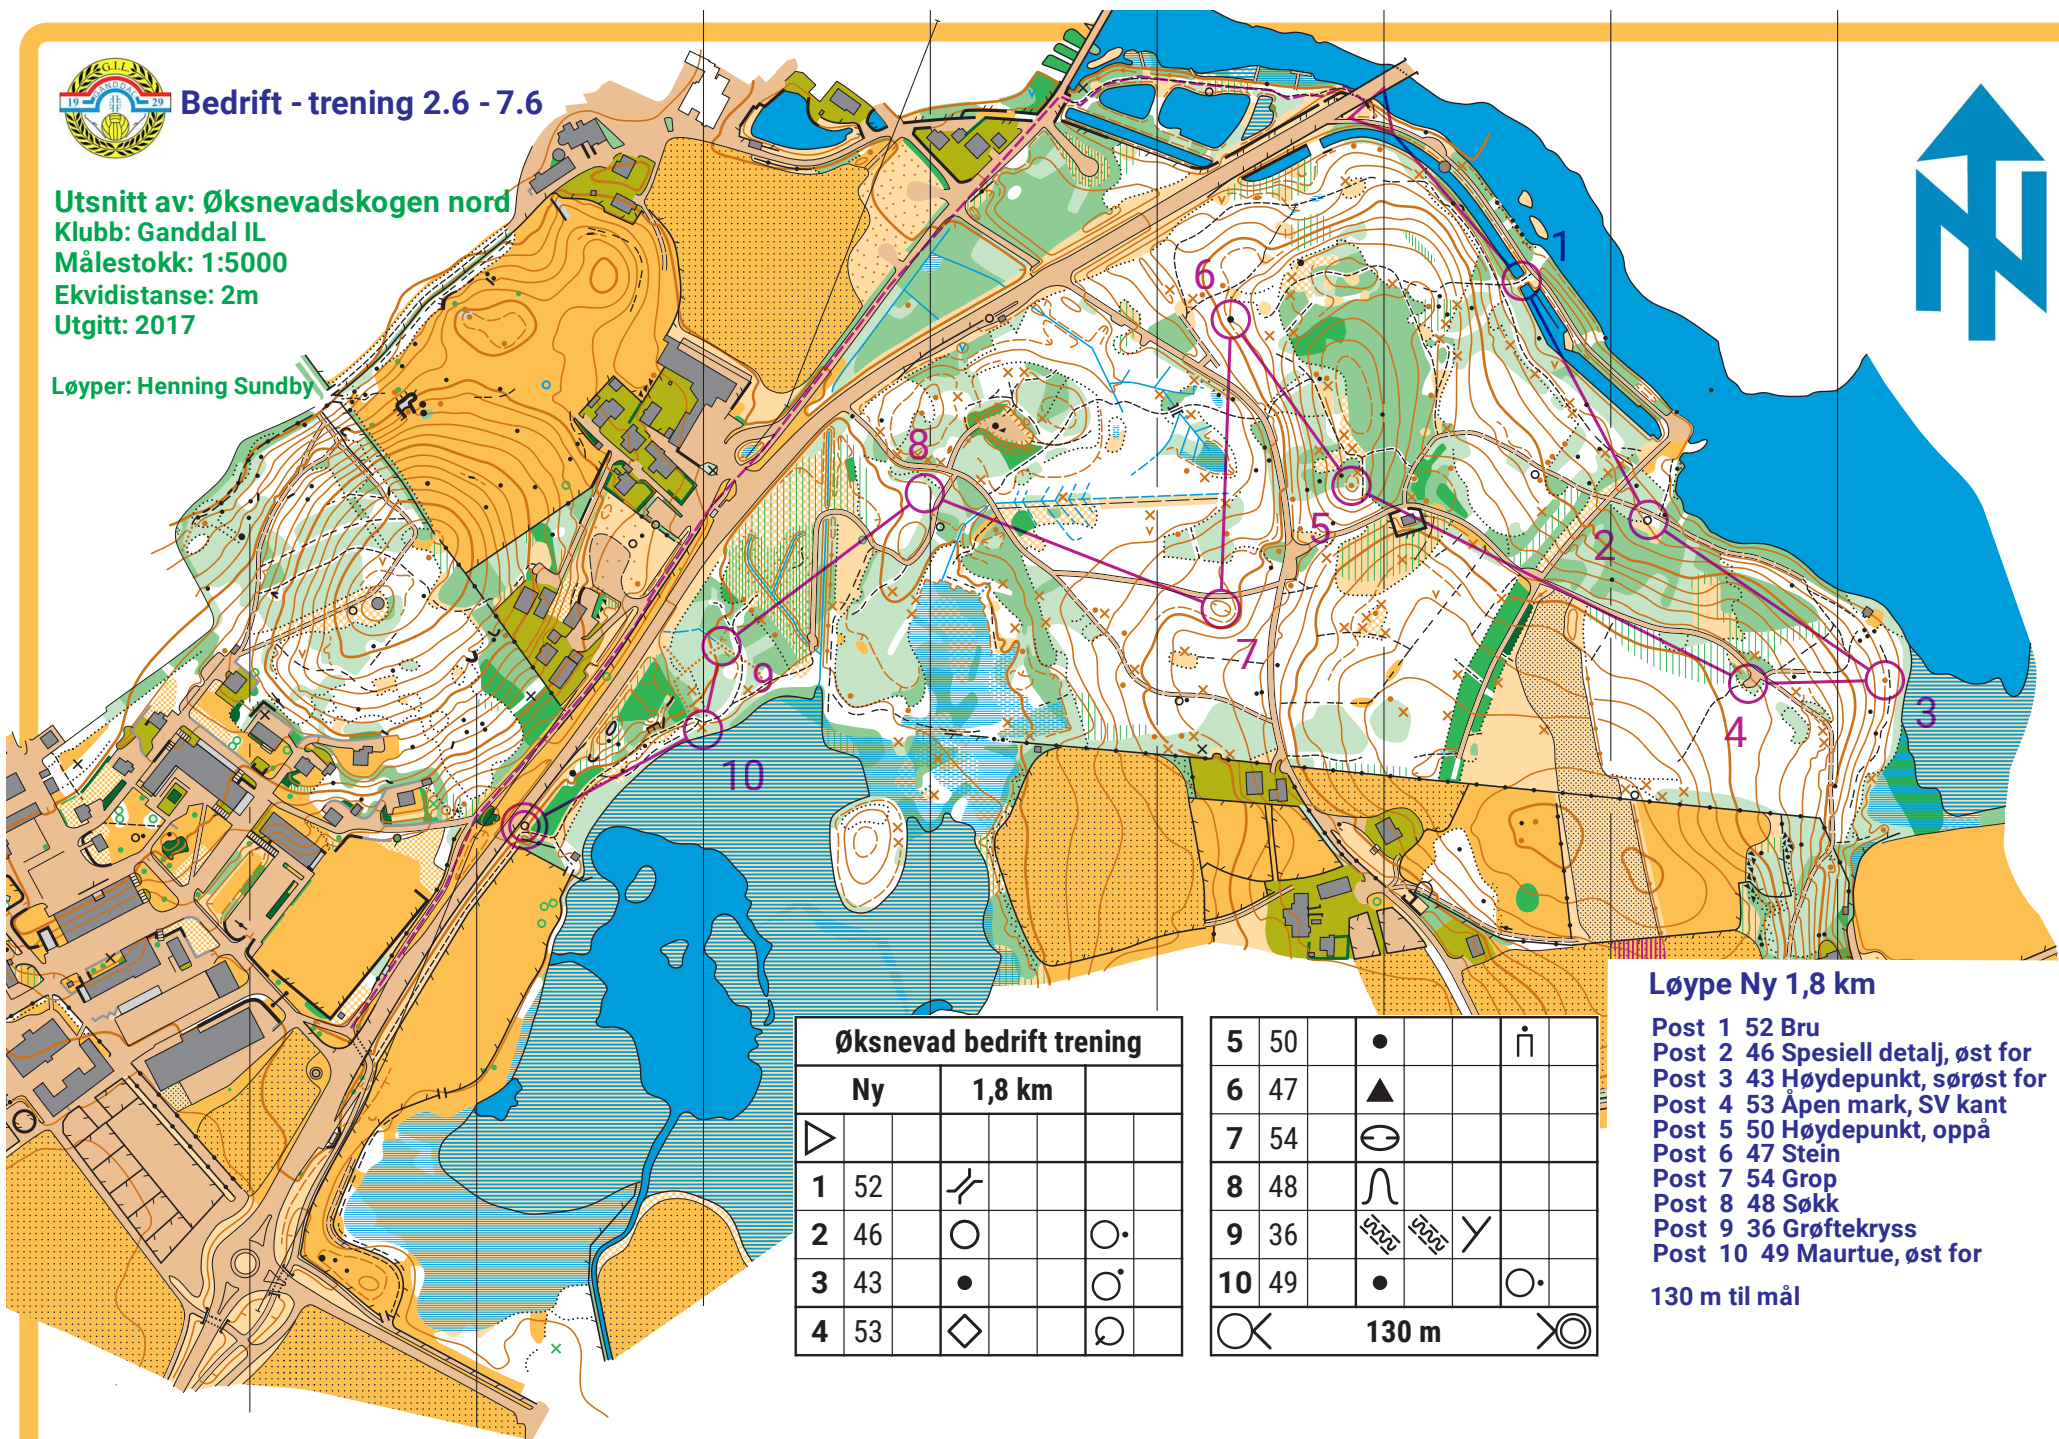 G.I.L.
GANDDAL
19 29
Bedrift - trening 2.6 - 7.6
Utsnitt av: Øksnevadskogen nord
Klubb: Ganddal IL
Målestokk: 1:5000
Ekvidistanse: 2m
Utgitt: 2017
Løyper: Henning Sundby
N
1
6
8
5
2
7
9
3
4
10
Løype Ny 1,8 km
Post 1 52 Bru
Post 2 46 Spesiell detalj, øst for
Post 3 43 Høydepunkt, sørøst for
Post 4 53 Åpen mark, SV kant
Post 5 50 Høydepunkt, oppå
Post 6 47 Stein
Post 7 54 Grop
Post 8 48 Søkk
Post 9 36 Grøftekryss
Post 10 49 Maurtue, øst for
130 m til mål
Øksnevad bedrift trening
Ny 1,8 km
1 52
2 46
3 43
4 53
5 50
6 47
7 54
8 48
9 36
10 49
130 m